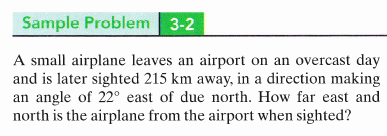 Sample Problem 3-2
A small airplane leaves an airport on an overcast day
and is later sighted 215 km away, in a direction making
an angle of 22° east of due north. How far east and
north is the airplane from the airport when sighted?